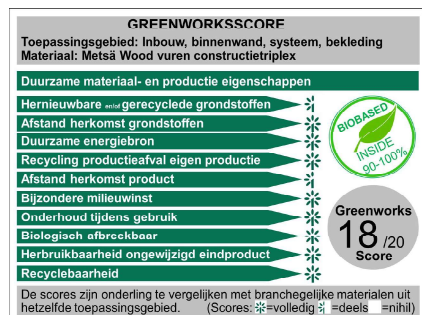 GREENWORKSSCORE
Toepassingsgebied: Inbouw, binnenwand, systeem, bekleding
Materiaal: Metsä Wood vuren constructietriplex
Duurzame materiaal- en productie eigenschappen
Hernieuwbare en/of gerecyclede grondstoffen
Afstand herkomst grondstoffen
Duurzame energiebron
Recycling productieafval eigen productie
Afstand herkomst product
Bijzondere milieuwinst
Onderhoud tijdens gebruik
Biologisch afbreekbaar
Herbruikbaarheid ongewijzigd eindproduct
Recyclebaarheid
BIOBASED
INSIDE
90-100%
Greenworks
18 /20
Score
De scores zijn onderling te vergelijken met branchegelijke materialen uit
hetzelfde toepassingsgebied. (Scores: =volledig =deels =nihil)